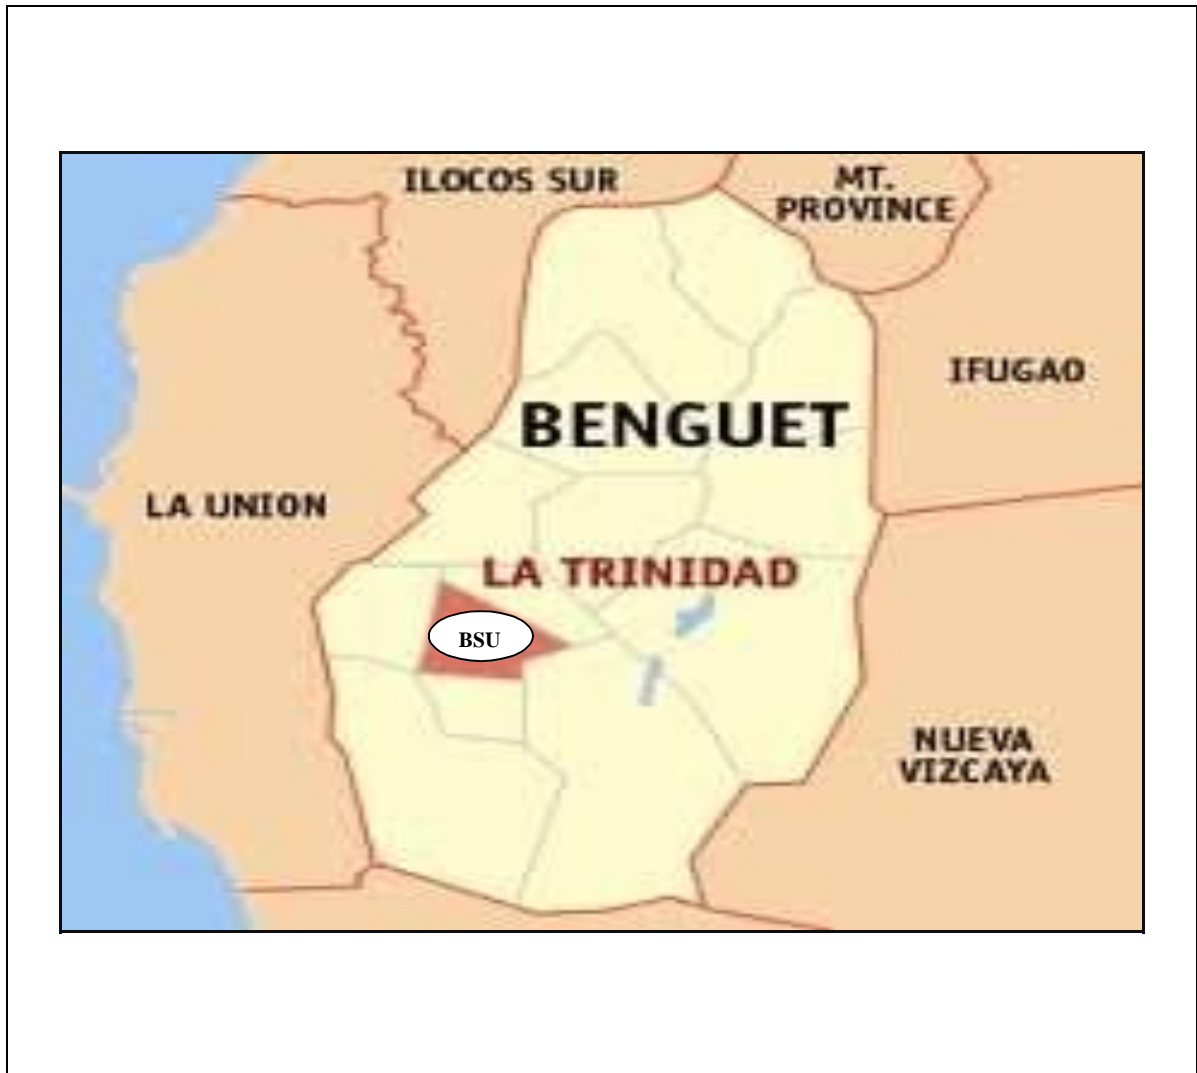 ILOCOS SUR
MT.
PROVINCE
IFUGAO
BENGUET
LA UNION
LA TRINIDAD
BSU
NUEVA
VIZCAYA